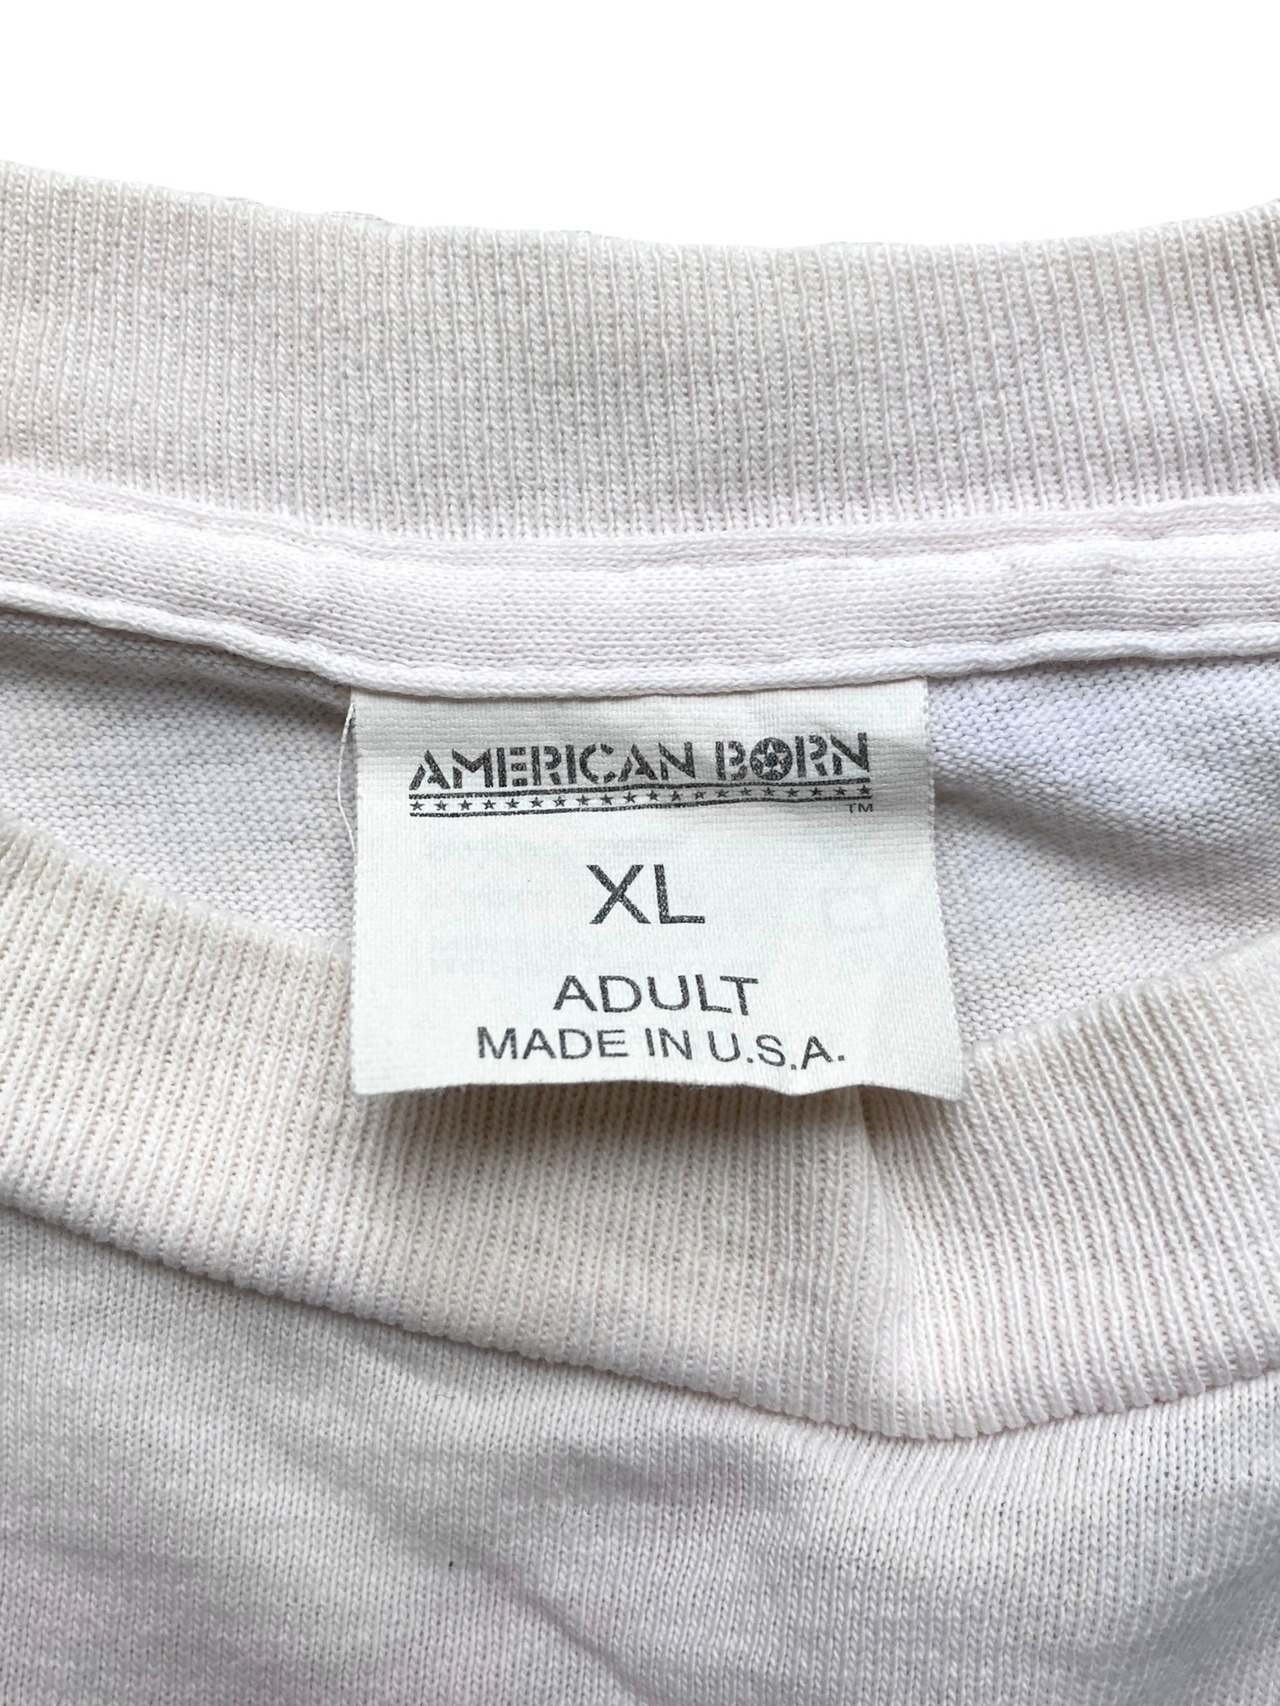 AMERICAN BORN
TM
XL
ADULT
MADE IN U.S.A.